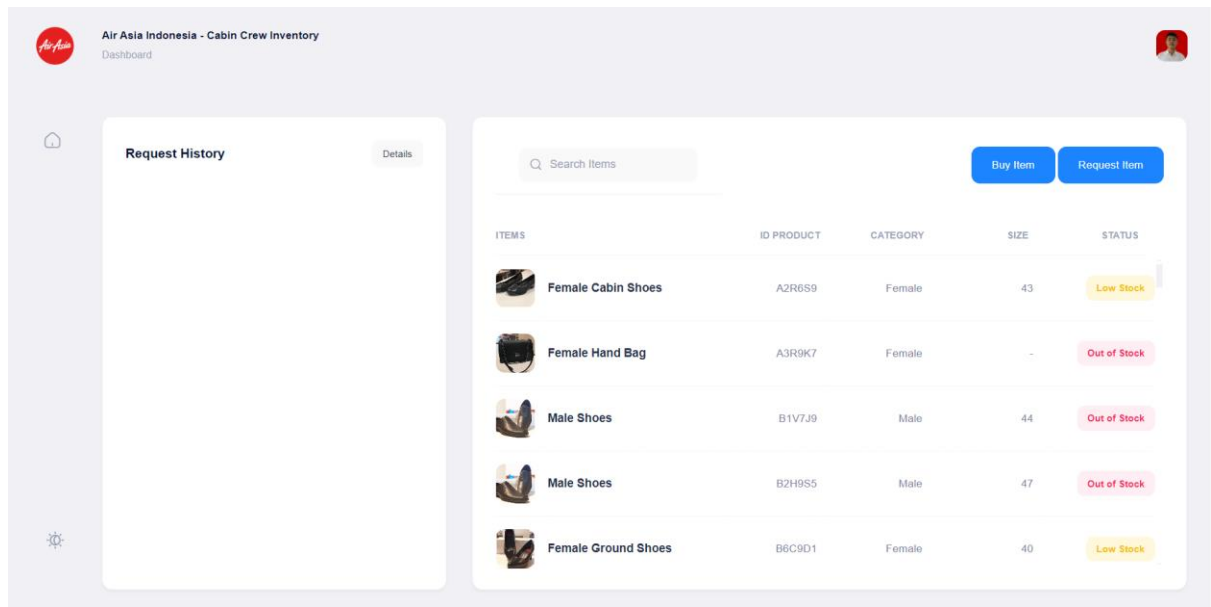 AirAsia
Air Asia Indonesia - Cabin Crew Inventory
Dashboard
Request History
Details
Search Items
Buy Item
Request Item
ITEMS ID PRODUCT CATEGORY SIZE STATUS
Female Cabin Shoes A2R6S9 Female 43 Low Stock
Female Hand Bag A3R9K7 Female - Out of Stock
Male Shoes B1V7J9 Male 44 Out of Stock
Male Shoes B2H9S5 Male 47 Out of Stock
Female Ground Shoes B6C9D1 Female 40 Low Stock